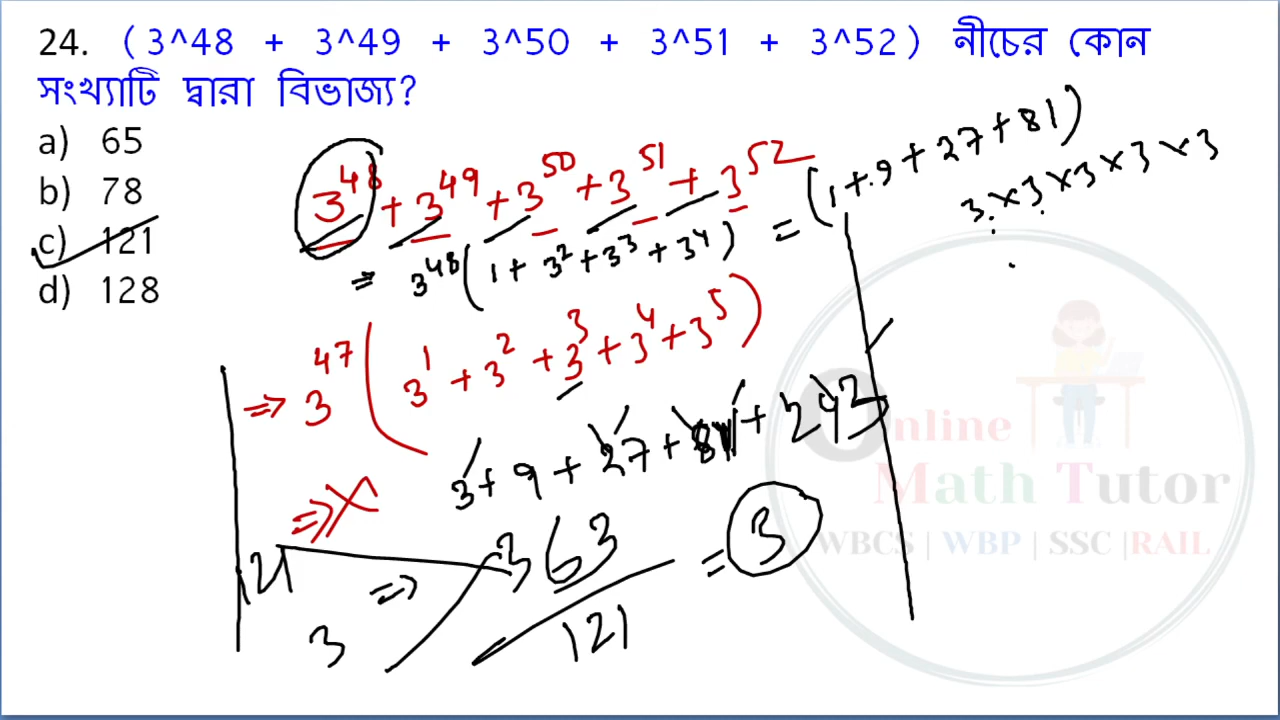 24. (3^48 + 3^49 + 3^50 + 3^51 + 3^52) নীচের কোন
সংখ্যাটি দ্বারা বিভাজ্য?
a) 65
b) 78
c) 121
d) 128
3^48 + 3^49 + 3^50 + 3^51 + 3^52
⇒ 3^48 (1 + 3^2 + 3^3 + 3^4) = (1 + 9 + 27 + 81)
3 × 3 × 3 × 3 × 3
⇒ 3^47 (3^1 + 3^2 + 3^3 + 3^4 + 3^5)
3 + 9 + 27 + 81 + 243
⇒ 363/121 = 3
121
3
Online
Math Tutor
WBCS | WBP | SSC |RAIL